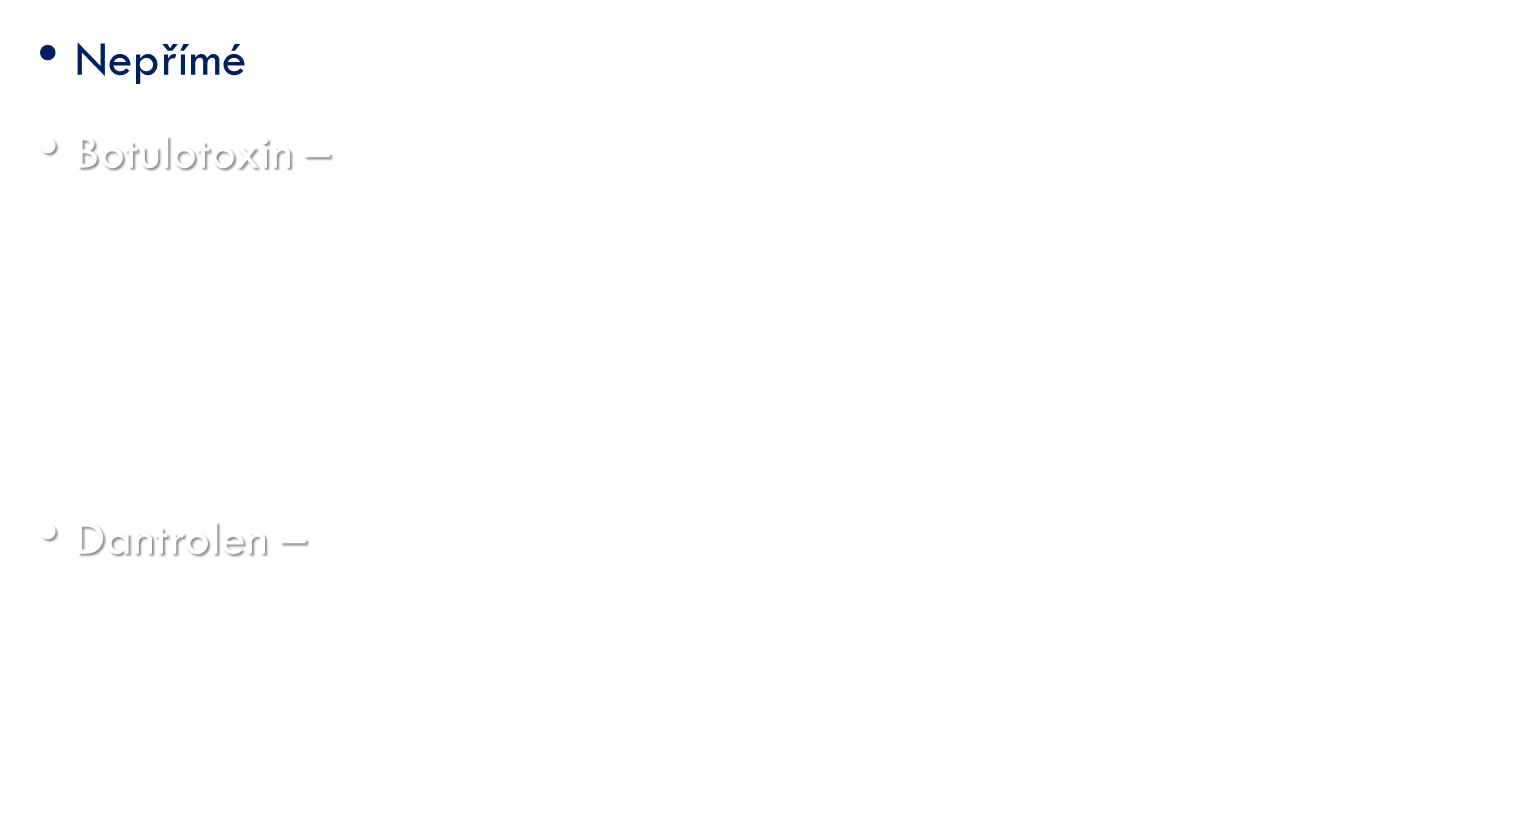 • Nepřímé
• Botulotoxin –
• Dantrolen –